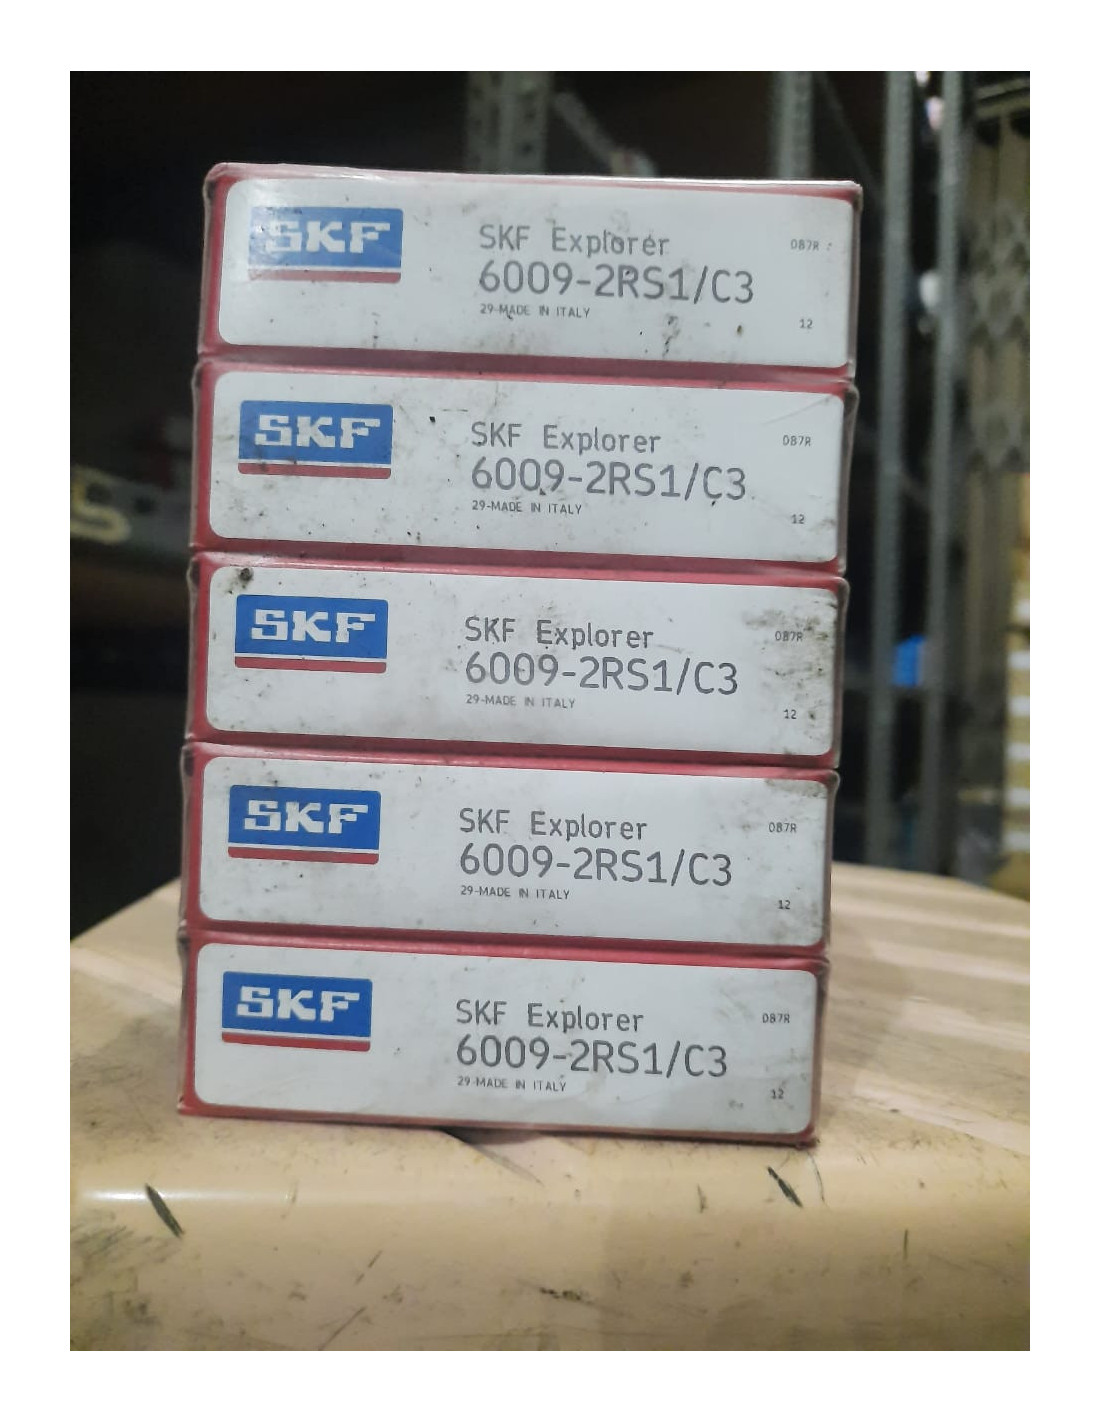 SKF
SKF Explorer
087R
6009-2RS1/C3
29-MADE IN ITALY
12
SKF
SKF Explorer
087R
6009-2RS1/C3
29-MADE IN ITALY
12
SKF
SKF Explorer
087R
6009-2RS1/C3
29-MADE IN ITALY
12
SKF
SKF Explorer
087R
6009-2RS1/C3
29-MADE IN ITALY
12
SKF
SKF Explorer
087R
6009-2RS1/C3
29-MADE IN ITALY
12